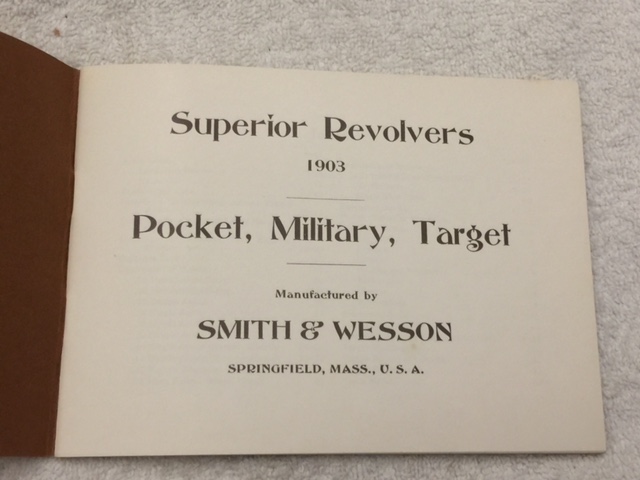 Superior Revolvers
1903
Pocket, Military, Target
Manufactured by
SMITH & WESSON
SPRINGFIELD, MASS., U. S. A.